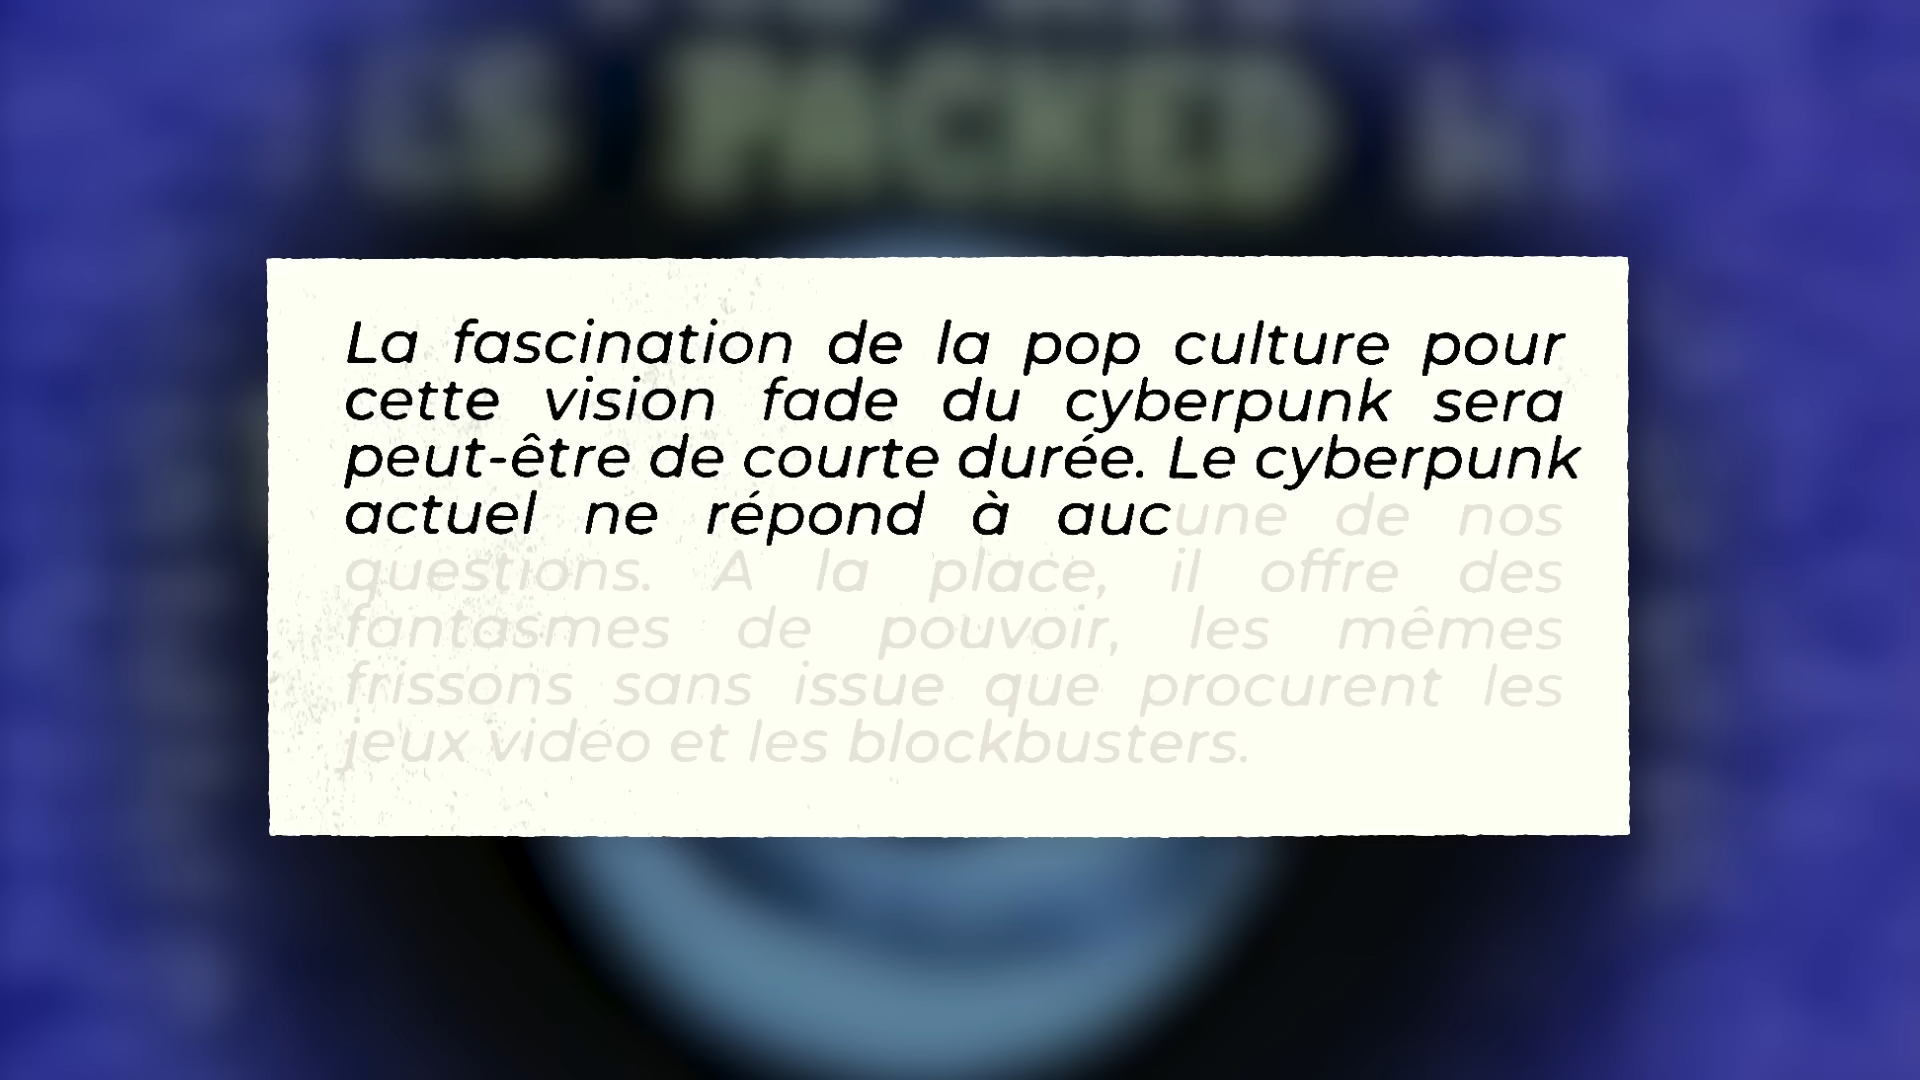 PACKED
La fascination de la pop culture pour
cette vision fade du cyberpunk sera
peut-être de courte durée. Le cyberpunk
actuel ne répond à aucune de nos
questions. A la place, il offre des
fantasmes de pouvoir, les mêmes
frissons sans issue que procurent les
jeux vidéo et les blockbusters.